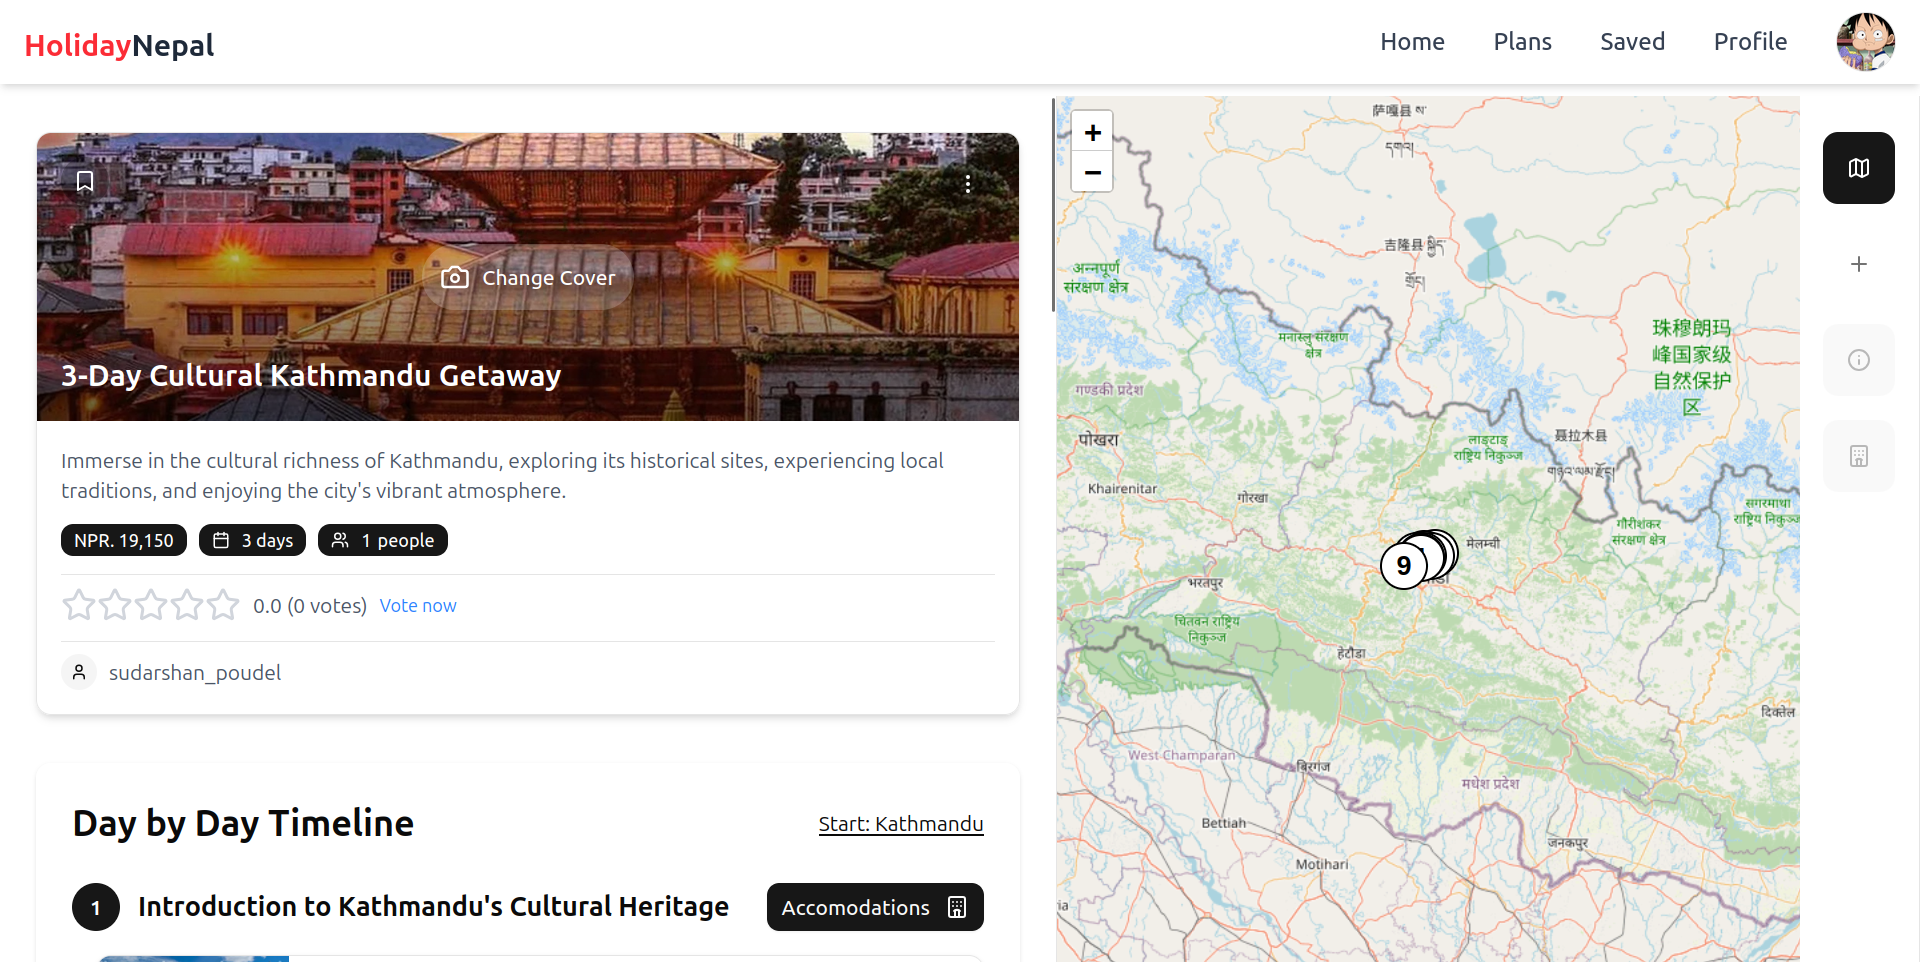 HolidayNepal
Home
Plans
Saved
Profile
Change Cover
3-Day Cultural Kathmandu Getaway
Immerse in the cultural richness of Kathmandu, exploring its historical sites, experiencing local
traditions, and enjoying the city's vibrant atmosphere.
NPR. 19,150
3 days
1 people
0.0 (0 votes)
Vote now
sudarshan_poudel
Day by Day Timeline
Start: Kathmandu
1
Introduction to Kathmandu's Cultural Heritage
Accomodations
+
−
萨嘎县
吉隆县
अन्नपूर्ण
संरक्षण क्षेत्र
मनास्लु संरक्षण
क्षेत्र
珠穆朗玛
峰国家级
自然保护
区
गण्डकी प्रदेश
पोखरा
लाङटाङ
राष्ट्रिय निकुञ्ज
聂拉木县
Khairenitar
गोरखा
सगरमाथा
राष्ट्रिय निकुञ्ज
गौरीशंकर
संरक्षण क्षेत्र
मेलम्ची
9
भरतपुर
चितवन राष्ट्रिय
निकुञ्ज
हेटौडा
दिक्तेल
West Champaran
बिरगंज
मधेश प्रदेश
Bettiah
जनकपुर
Motihari